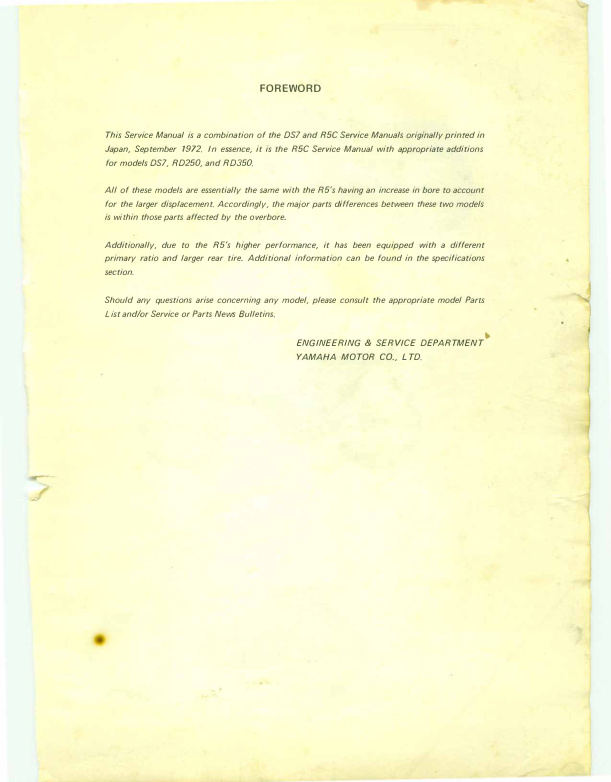 FOREWORD
This Service Manual is a combination of the DS7 and R5C Service Manuals originally printed in
Japan, September 1972. In essence, it is the R5C Service Manual with appropriate additions
for models DS7, RD250, and RD350.
All of these models are essentially the same with the R5's having an increase in bore to account
for the larger displacement. Accordingly, the major parts differences between these two models
is within those parts affected by the overbore.
Additionally, due to the R5's higher performance, it has been equipped with a different
primary ratio and larger rear tire. Additional information can be found in the specifications
section.
Should any questions arise concerning any model, please consult the appropriate model Parts
List and/or Service or Parts News Bulletins.
ENGINEERING & SERVICE DEPARTMENT
YAMAHA MOTOR CO., LTD.